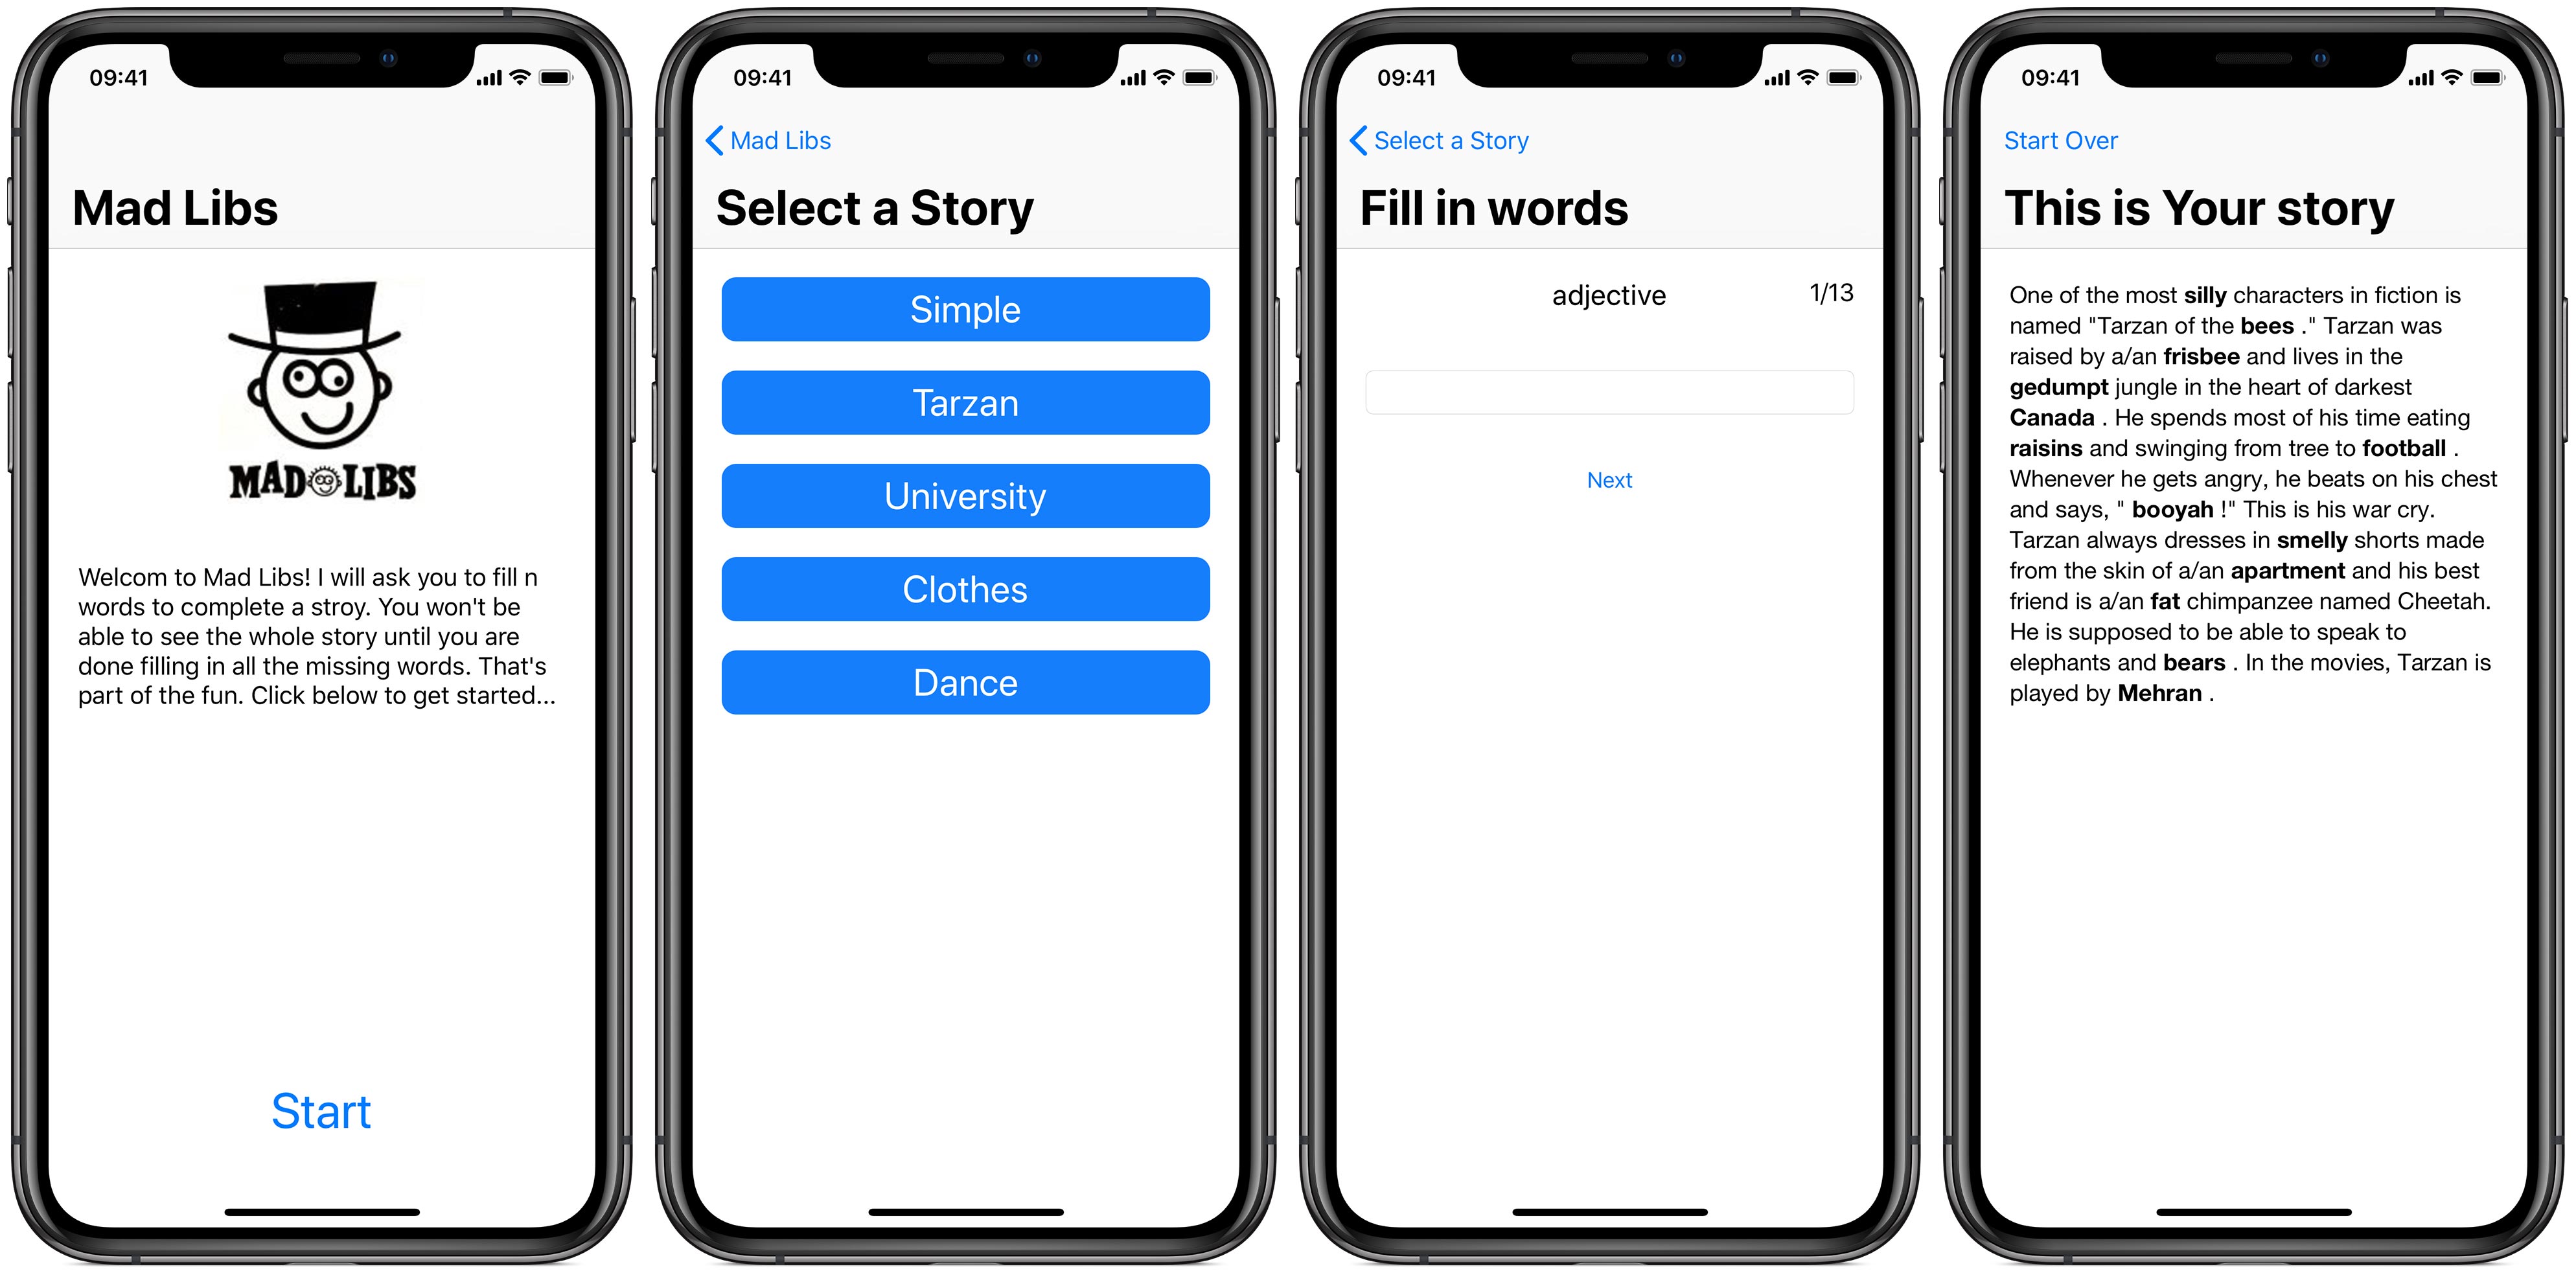 09:41
Mad Libs
MAD LIBS
Welcom to Mad Libs! I will ask you to fill n
words to complete a stroy. You won't be
able to see the whole story until you are
done filling in all the missing words. That's
part of the fun. Click below to get started...
Start
09:41
Mad Libs
Select a Story
Simple
Tarzan
University
Clothes
Dance
09:41
Select a Story
Fill in words
adjective
1/13
Next
09:41
Start Over
This is Your story
One of the most silly characters in fiction is
named "Tarzan of the bees ." Tarzan was
raised by a/an frisbee and lives in the
gedumpt jungle in the heart of darkest
Canada . He spends most of his time eating
raisins and swinging from tree to football .
Whenever he gets angry, he beats on his chest
and says, " booyah !" This is his war cry.
Tarzan always dresses in smelly shorts made
from the skin of a/an apartment and his best
friend is a/an fat chimpanzee named Cheetah.
He is supposed to be able to speak to
elephants and bears . In the movies, Tarzan is
played by Mehran .